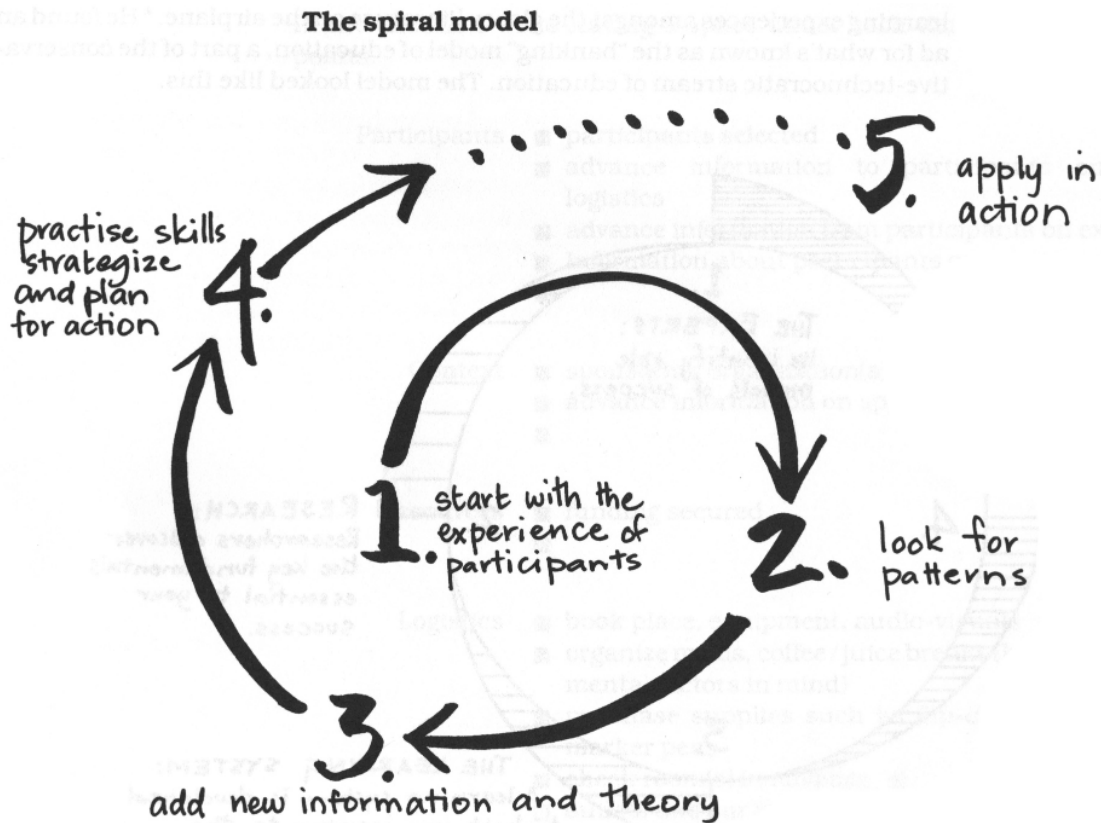 The spiral model
1. start with the
experience of
participants
2. look for
patterns
3.
add new information and theory
practise skills
strategize
4.
and plan
for action
5. apply in
action